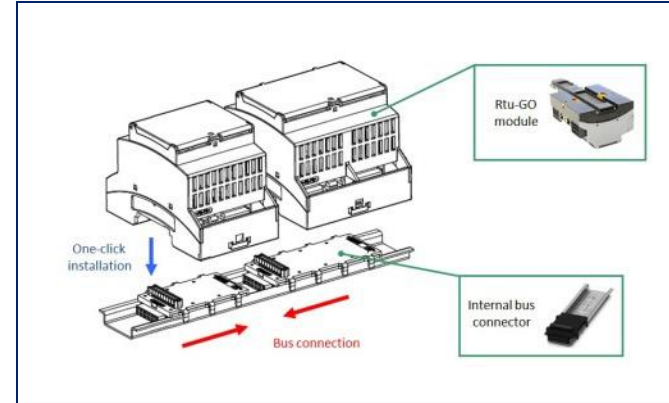 Rtu-GO
module
One-click
installation
Internal bus
connector
Bus connection